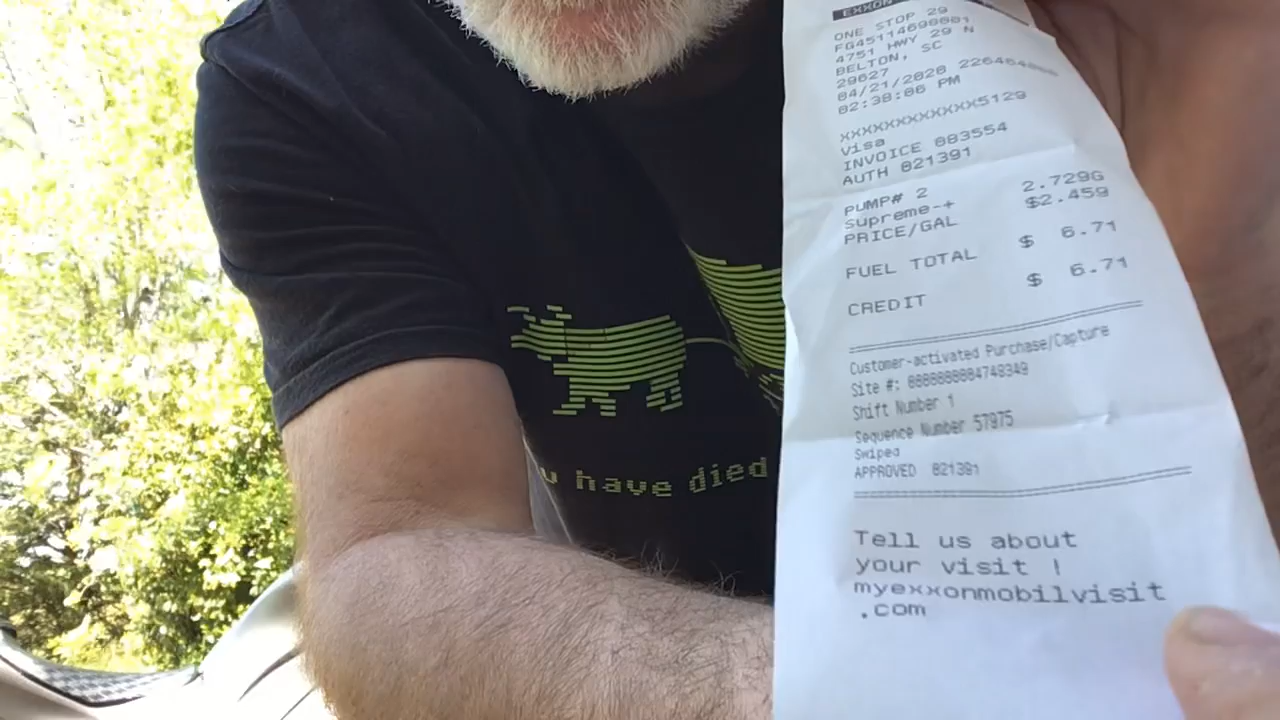 EXXON
ONE STOP 29
FG45114690601
4751 HWY 29 N
BELTON, SC
29627
04/21/2020
02:38:06 PM
XXXXXXXXXXXX5129
Visa
INVOICE 083554
AUTH 021391
PUMP# 2
Supreme-+ 2.729G
PRICE/GAL $2.459
FUEL TOTAL $ 6.71
CREDIT $ 6.71
Customer-activated Purchase/Capture
Site #: 0000000004748349
Shift Number 1
Sequence Number 57975
Swiped
APPROVED 021391
Tell us about
your visit !
myexxonmobilvisit
.com
have died